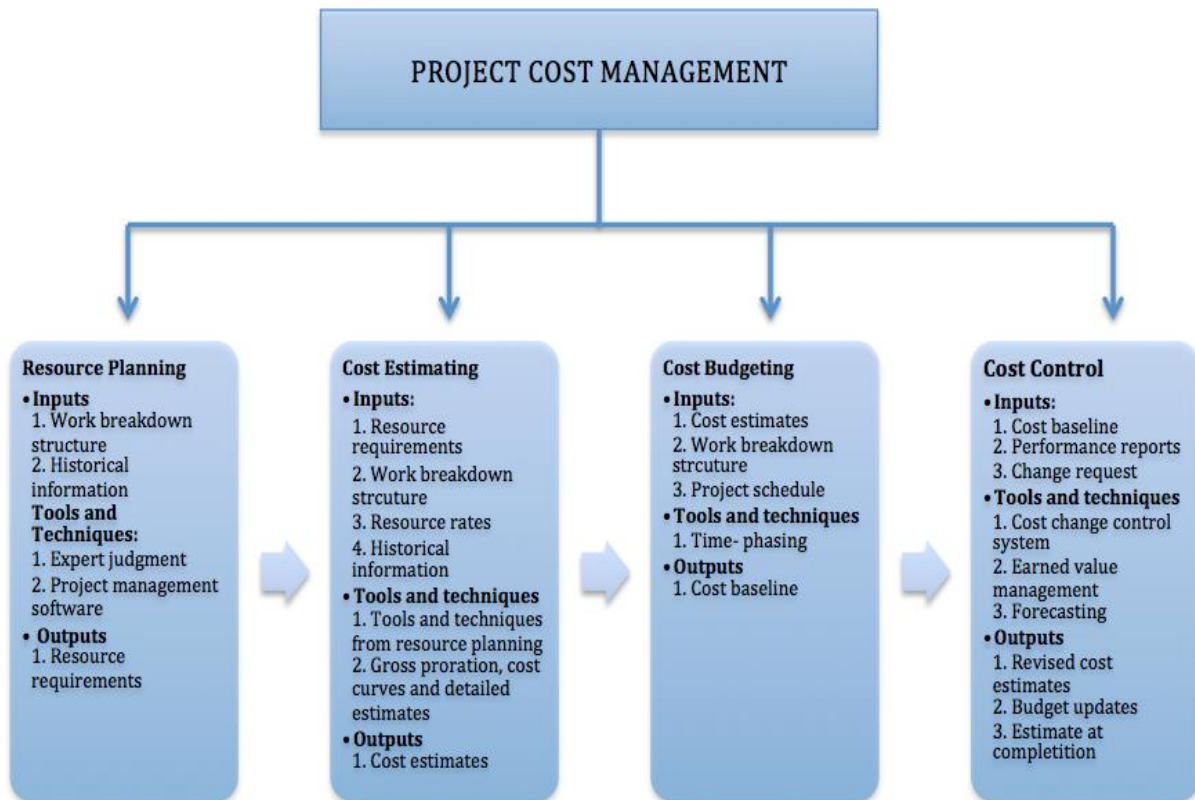 PROJECT COST MANAGEMENT
Resource Planning
• Inputs
1. Work breakdown
structure
2. Historical
information
Tools and
Techniques:
1. Expert judgment
2. Project management
software
• Outputs
1. Resource
requirements
Cost Estimating
• Inputs:
1. Resource
requirements
2. Work breakdown
strcuture
3. Resource rates
4. Historical
information
• Tools and techniques
1. Tools and techniques
from resource planning
2. Gross proration, cost
curves and detailed
estimates
• Outputs
1. Cost estimates
Cost Budgeting
• Inputs:
1. Cost estimates
2. Work breakdown
strcuture
3. Project schedule
• Tools and techniques
1. Time- phasing
• Outputs
1. Cost baseline
Cost Control
• Inputs:
1. Cost baseline
2. Performance reports
3. Change request
• Tools and techniques
1. Cost change control
system
2. Earned value
management
3. Forecasting
• Outputs
1. Revised cost
estimates
2. Budget updates
3. Estimate at
completition